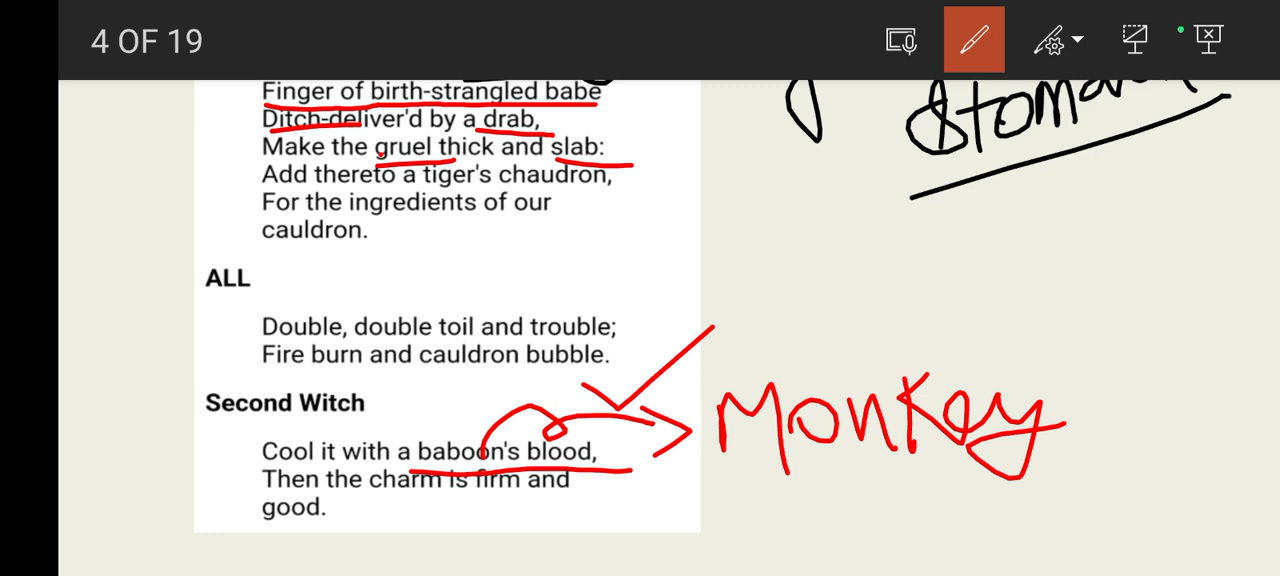 4 OF 19
Finger of birth-strangled babe
Ditch-deliver'd by a drab,
Make the gruel thick and slab:
Add thereto a tiger's chaudron,
For the ingredients of our
cauldron.
Stomach
ALL
Double, double toil and trouble;
Fire burn and cauldron bubble.
Second Witch
Cool it with a baboon's blood,
Then the charm is firm and
good.
Monkey